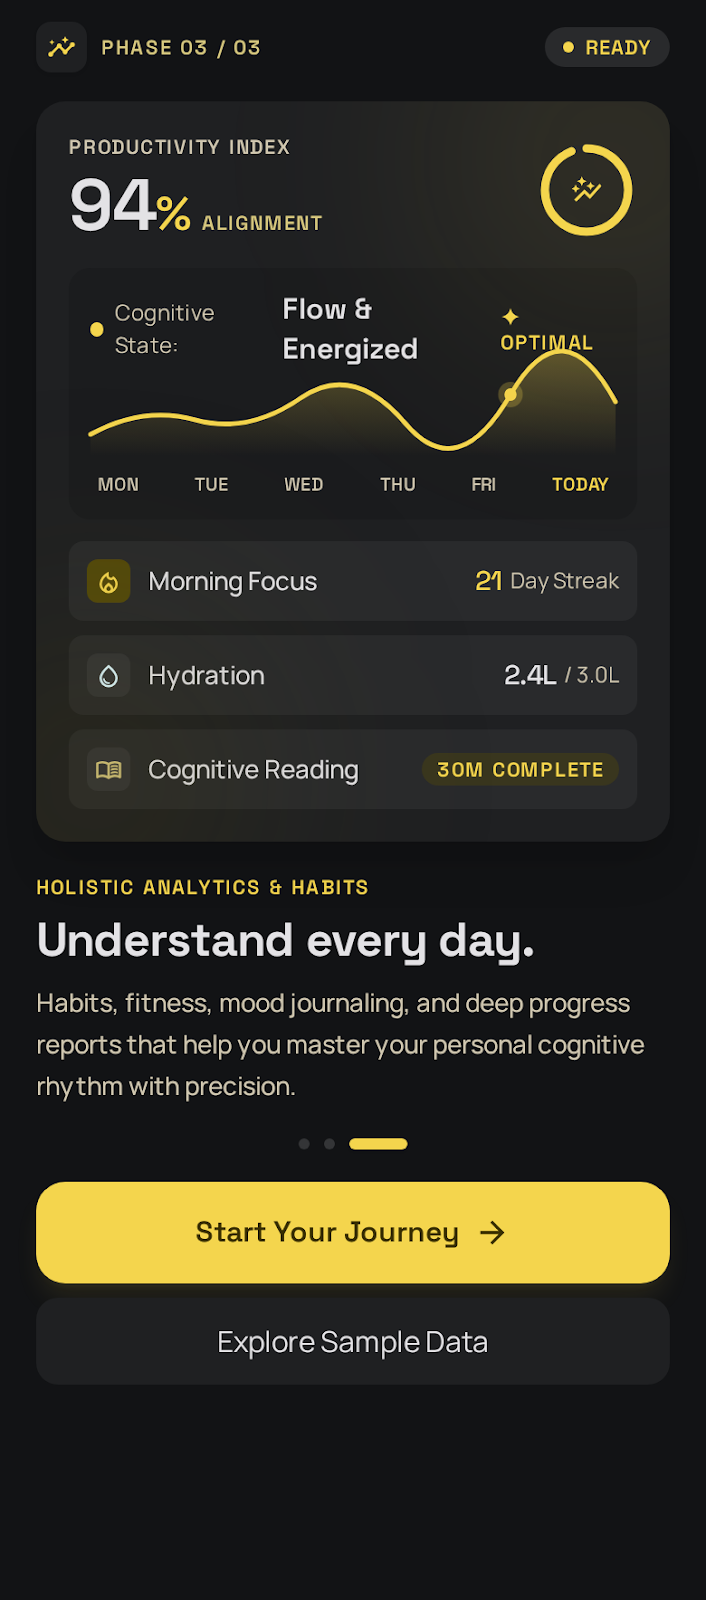 PHASE 03 / 03
READY
PRODUCTIVITY INDEX
94% ALIGNMENT
Cognitive
State:
Flow &
Energized
OPTIMAL
MON TUE WED THU FRI TODAY
Morning Focus
21 Day Streak
Hydration
2.4L / 3.0L
Cognitive Reading
30M COMPLETE
HOLISTIC ANALYTICS & HABITS
Understand every day.
Habits, fitness, mood journaling, and deep progress
reports that help you master your personal cognitive
rhythm with precision.
Start Your Journey →
Explore Sample Data